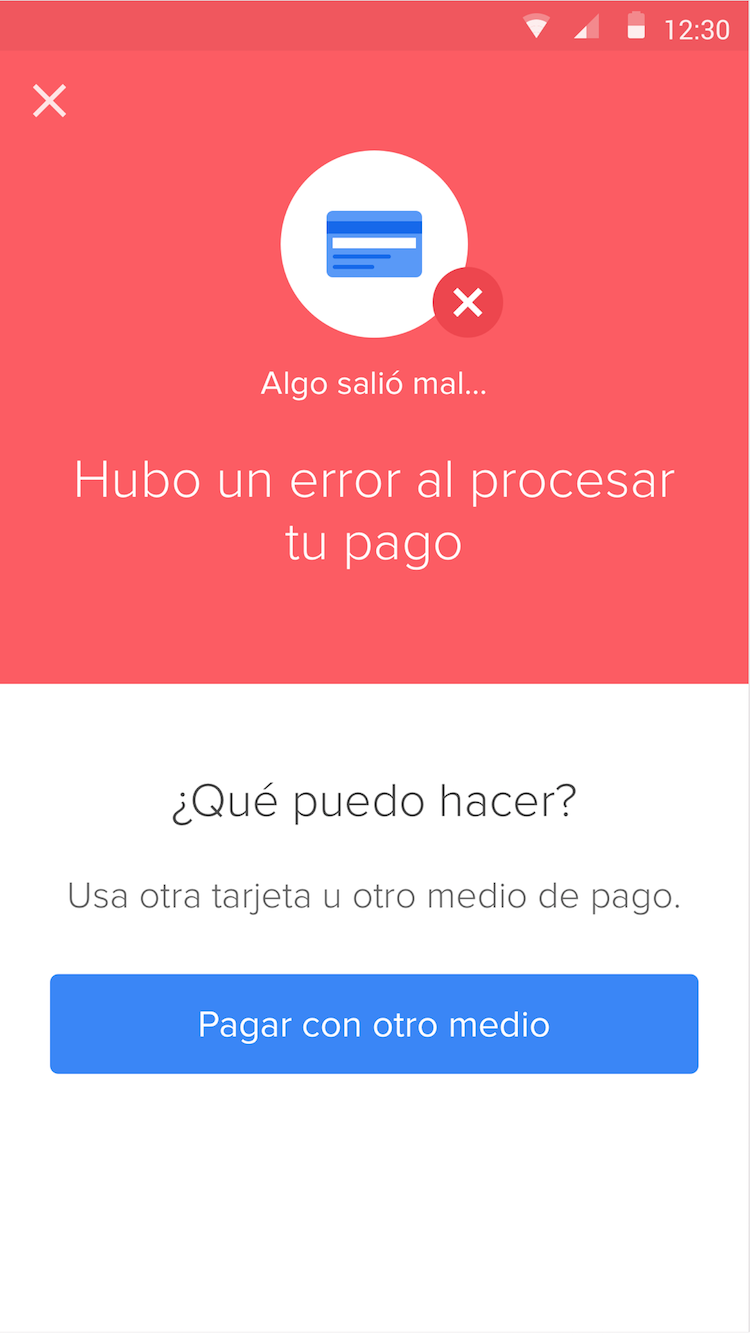 12:30
Algo salió mal...
Hubo un error al procesar
tu pago
¿Qué puedo hacer?
Usa otra tarjeta u otro medio de pago.
Pagar con otro medio